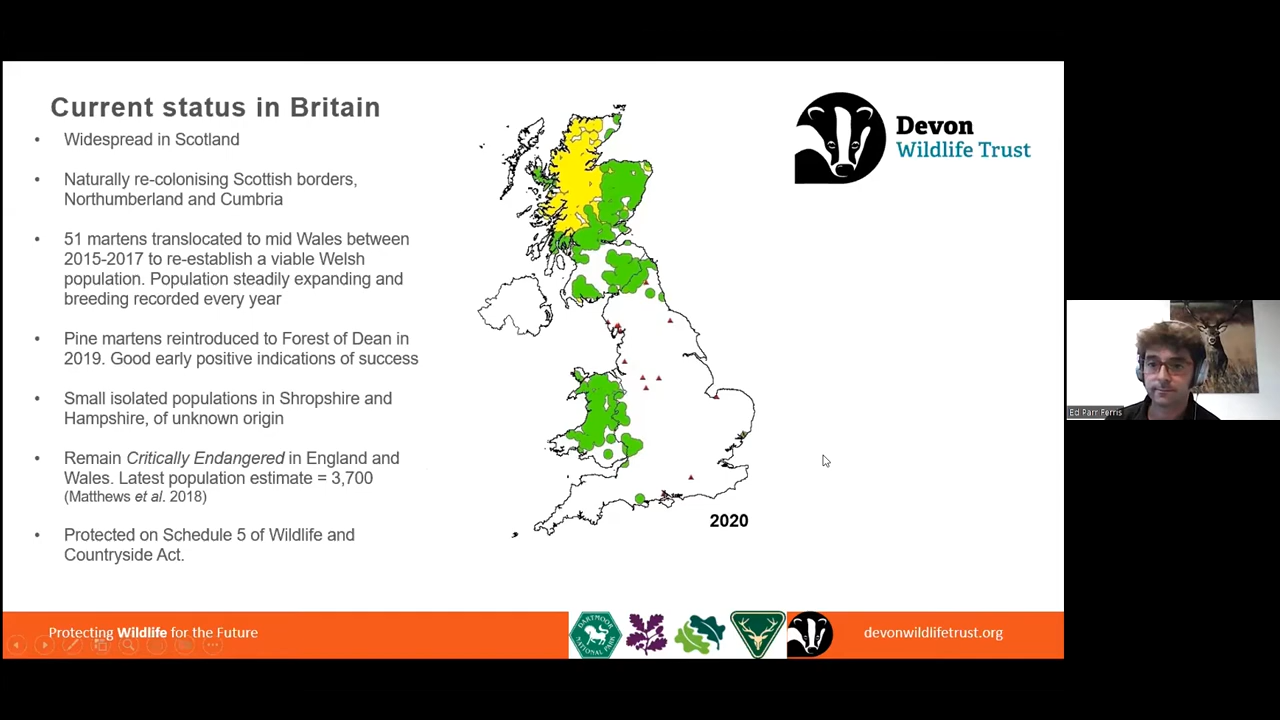 Current status in Britain
• Widespread in Scotland
• Naturally re-colonising Scottish borders,
Northumberland and Cumbria
• 51 martens translocated to mid Wales between
2015-2017 to re-establish a viable Welsh
population. Population steadily expanding and
breeding recorded every year
• Pine martens reintroduced to Forest of Dean in
2019. Good early positive indications of success
• Small isolated populations in Shropshire and
Hampshire, of unknown origin
• Remain Critically Endangered in England and
Wales. Latest population estimate = 3,700
(Matthews et al. 2018)
• Protected on Schedule 5 of Wildlife and
Countryside Act.
2020
Devon
Wildlife Trust
Ed Parr Ferris
Protecting Wildlife for the Future
DARTMOOR
NATIONAL PARK
devonwildlifetrust.org